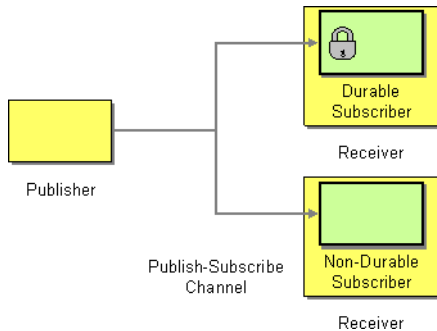 Durable
Subscriber
Receiver
Publisher
Publish-Subscribe
Channel
Non-Durable
Subscriber
Receiver